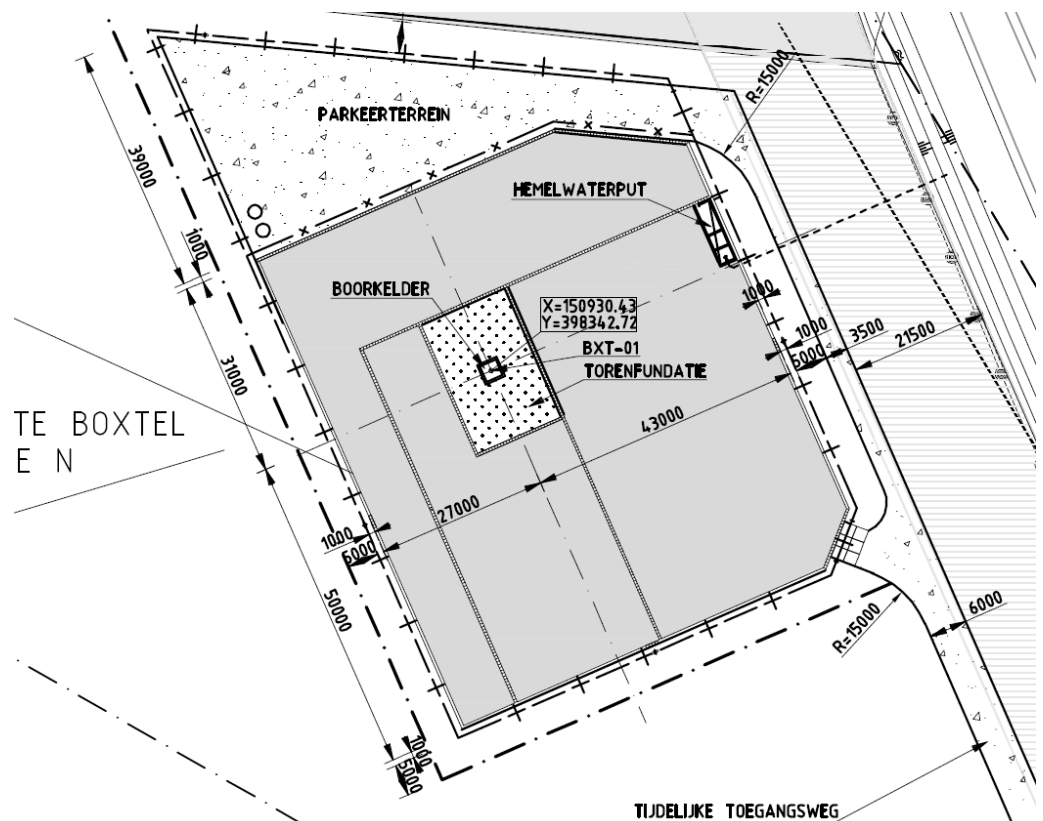 R=15000
PARKEERTERREIN
39000
HEMELWATERPUT
1000
BOORKELDER
X=150930.43
Y=398342.72
1000
1000
3500
21500
BXT-01
5000
TORENFUNDATIE
31000
TE BOXTEL
E N
43000
27000
1000
5000
50000
6000
R=15000
1000
5000
TIJDELIJKE TOEGANGSWEG